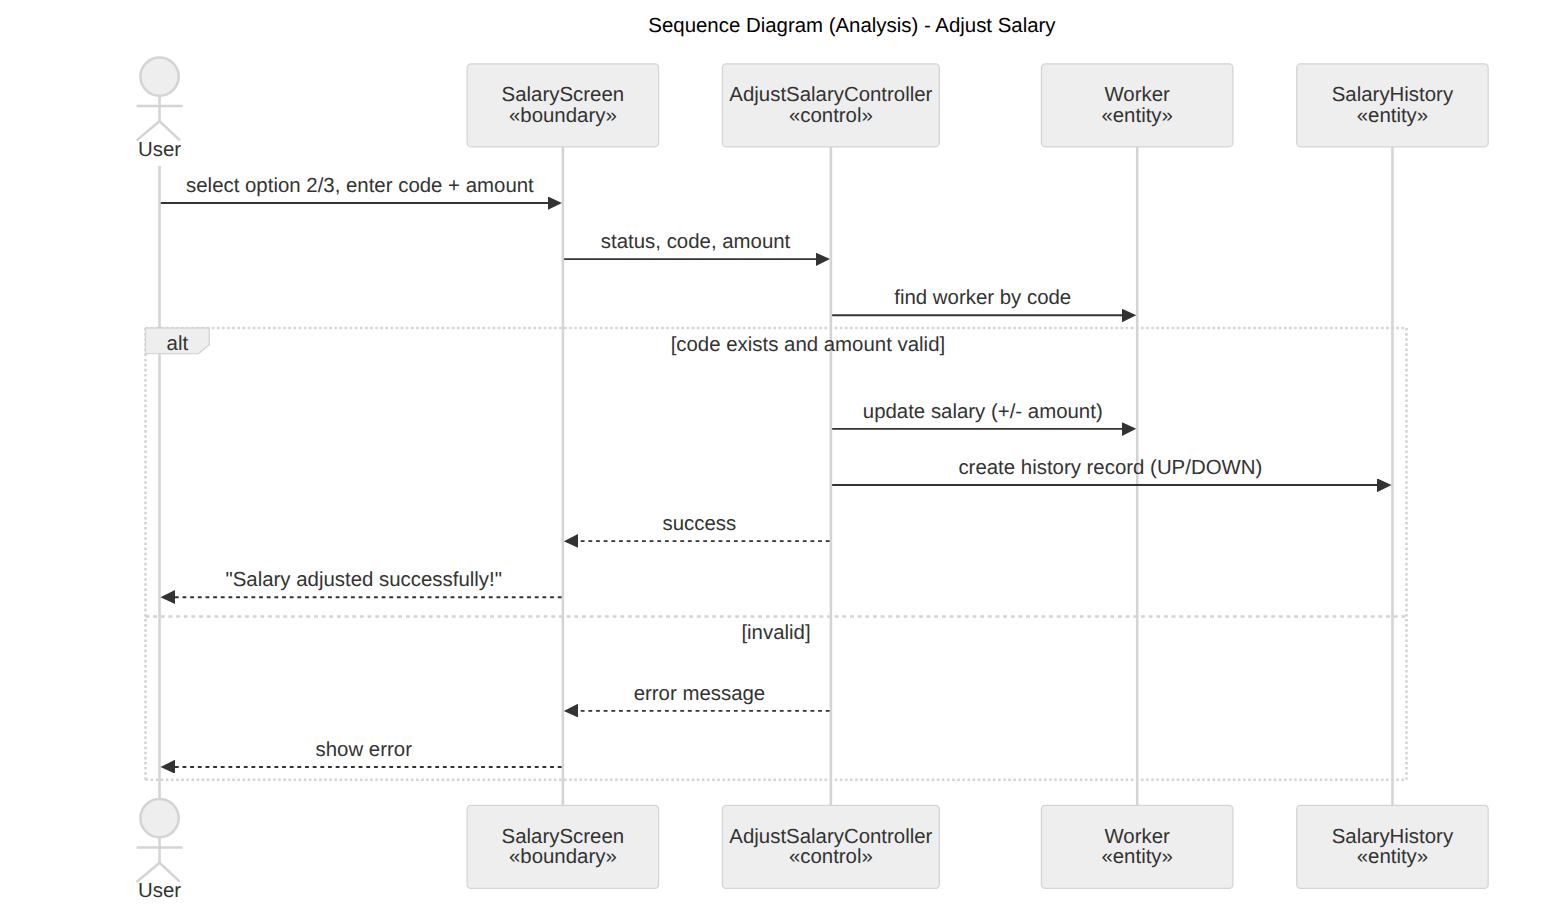 Sequence Diagram (Analysis) - Adjust Salary
User
SalaryScreen
«boundary»
AdjustSalaryController
«control»
Worker
«entity»
SalaryHistory
«entity»
select option 2/3, enter code + amount
status, code, amount
find worker by code
alt
[code exists and amount valid]
update salary (+/- amount)
create history record (UP/DOWN)
success
"Salary adjusted successfully!"
[invalid]
error message
show error
User
SalaryScreen
«boundary»
AdjustSalaryController
«control»
Worker
«entity»
SalaryHistory
«entity»